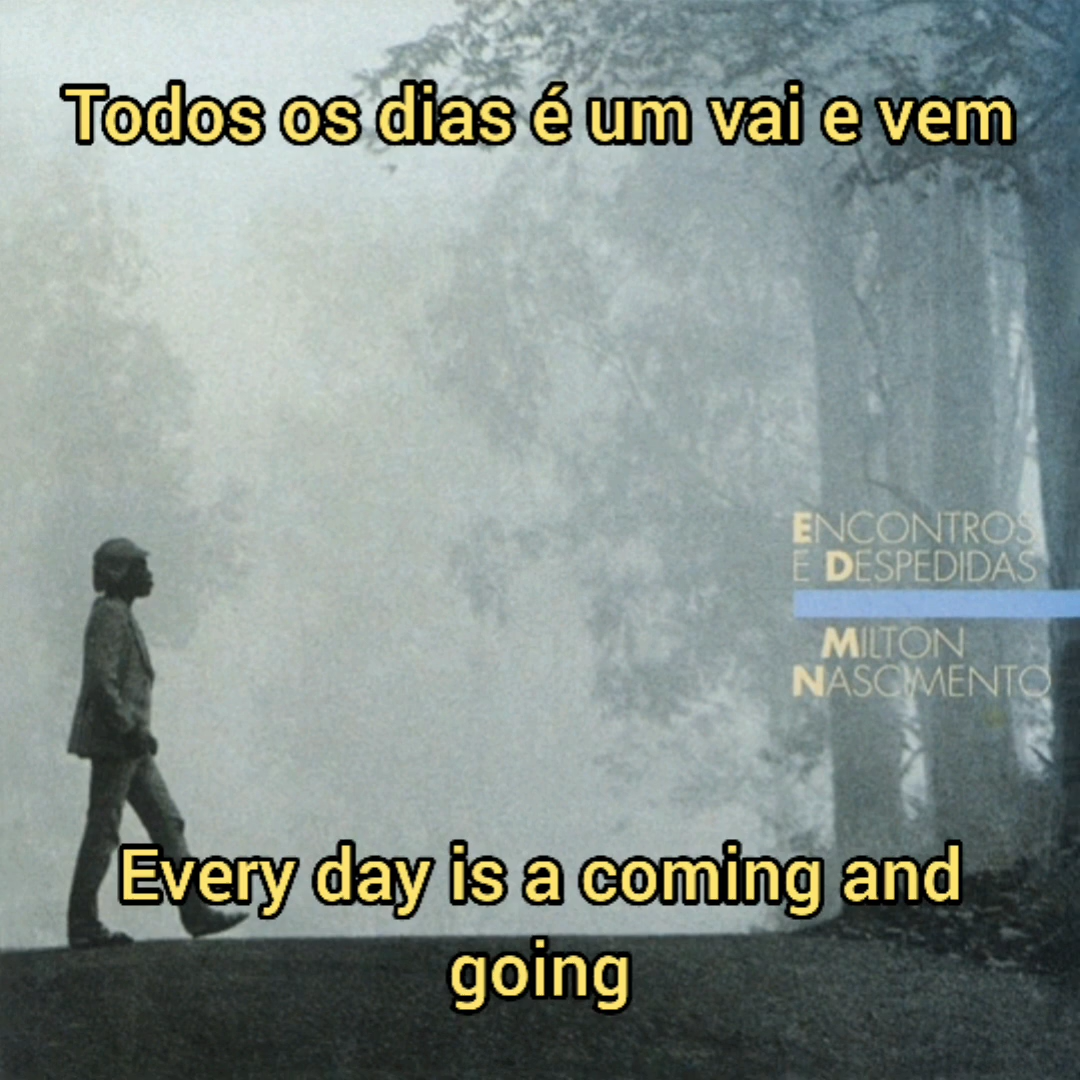 Todos os dias é um vai e vem
ENCONTROS
E DESPEDIDAS
MILTON
NASCIMENTO
Every day is a coming and
going